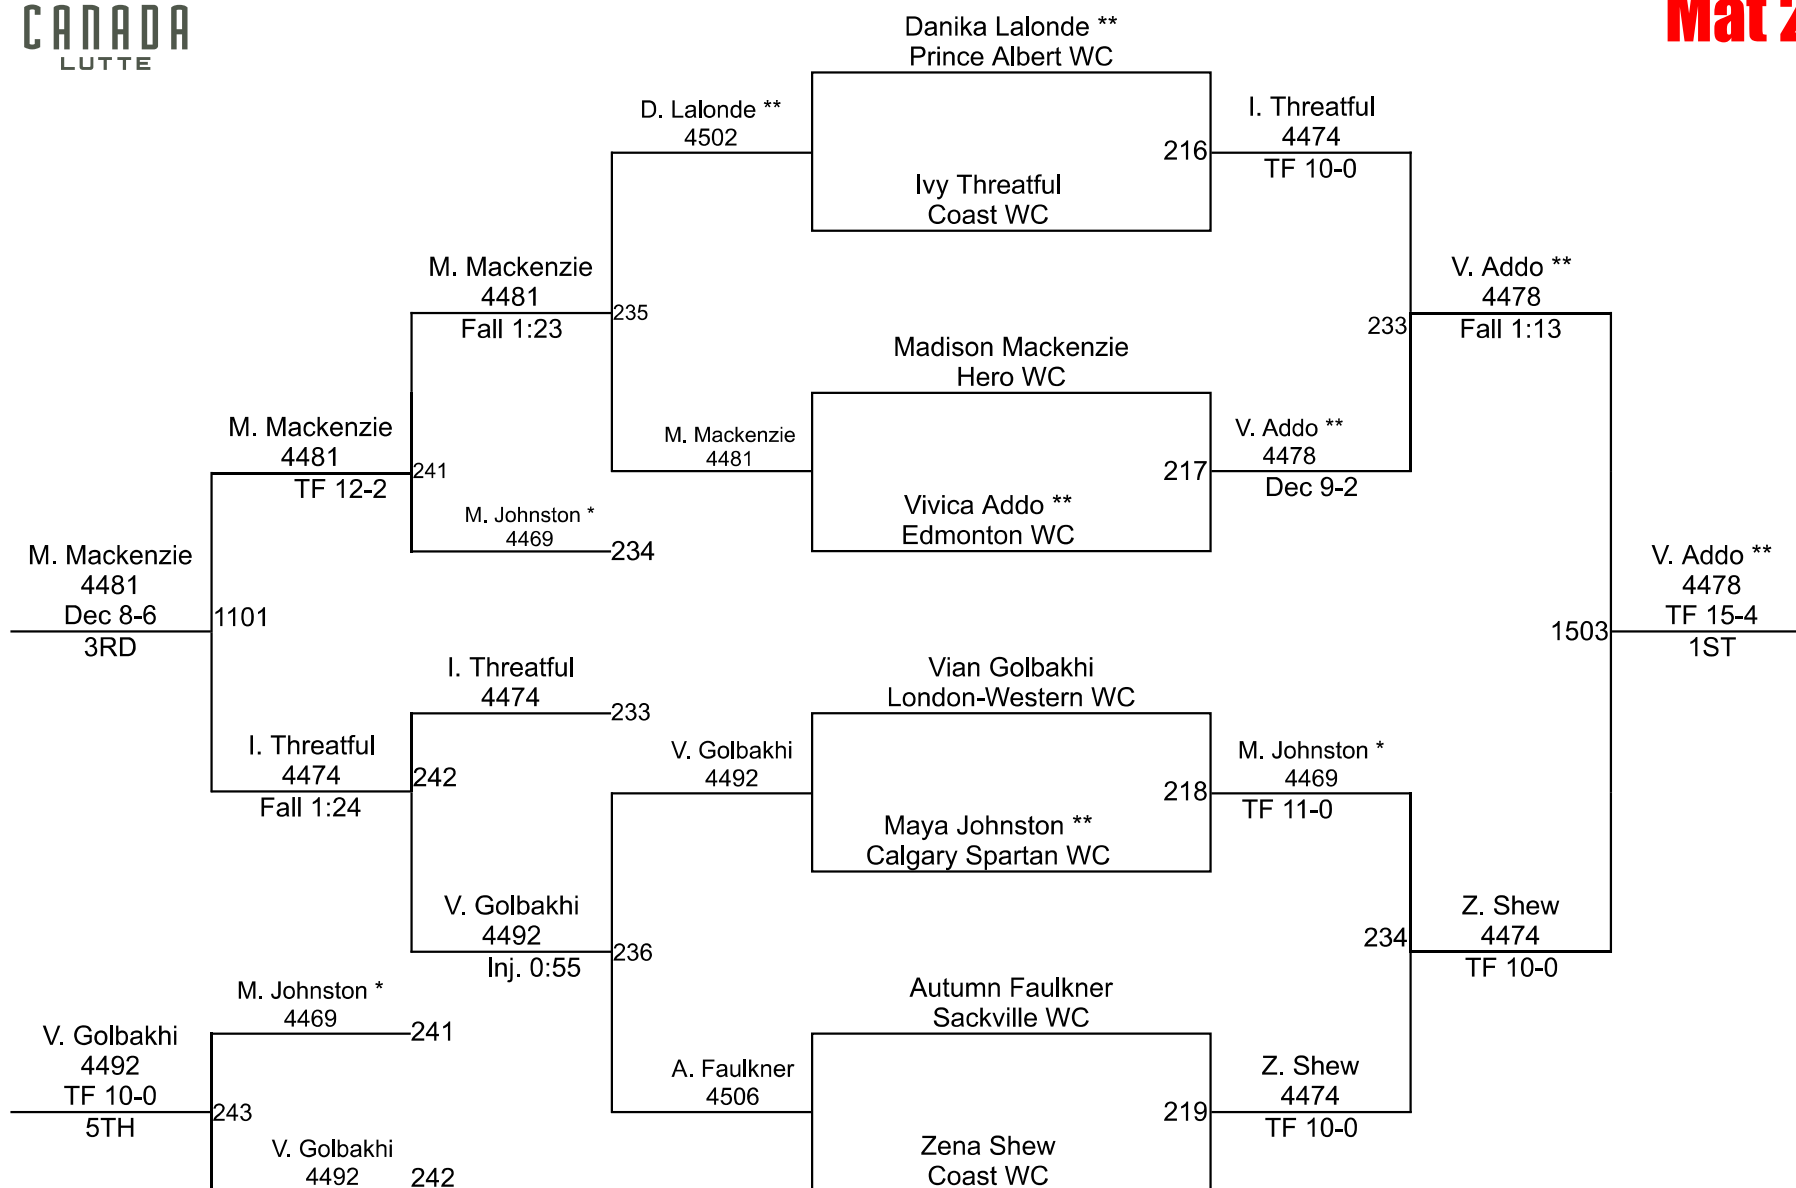 CANADA
LUTTE
Mat 2
Danika Lalonde **
Prince Albert WC
D. Lalonde **
4502
I. Threatful
4474
216
TF 10-0
Ivy Threatful
Coast WC
M. Mackenzie
4481
235
Fall 1:23
V. Addo **
4478
233
Fall 1:13
Madison Mackenzie
Hero WC
M. Mackenzie
4481
241
TF 12-2
M. Mackenzie
4481
V. Addo **
4478
217
Dec 9-2
M. Johnston *
4469
234
Vivica Addo **
Edmonton WC
M. Mackenzie
4481
Dec 8-6
1101
3RD
V. Addo **
4478
TF 15-4
1503
1ST
I. Threatful
4474
233
Vian Golbakhi
London-Western WC
I. Threatful
4474
242
Fall 1:24
V. Golbakhi
4492
M. Johnston *
4469
218
TF 11-0
Maya Johnston **
Calgary Spartan WC
V. Golbakhi
4492
236
Inj. 0:55
Z. Shew
4474
234
TF 10-0
M. Johnston *
4469
241
Autumn Faulkner
Sackville WC
V. Golbakhi
4492
TF 10-0
243
5TH
A. Faulkner
4506
Z. Shew
4474
219
TF 10-0
V. Golbakhi
4492
242
Zena Shew
Coast WC